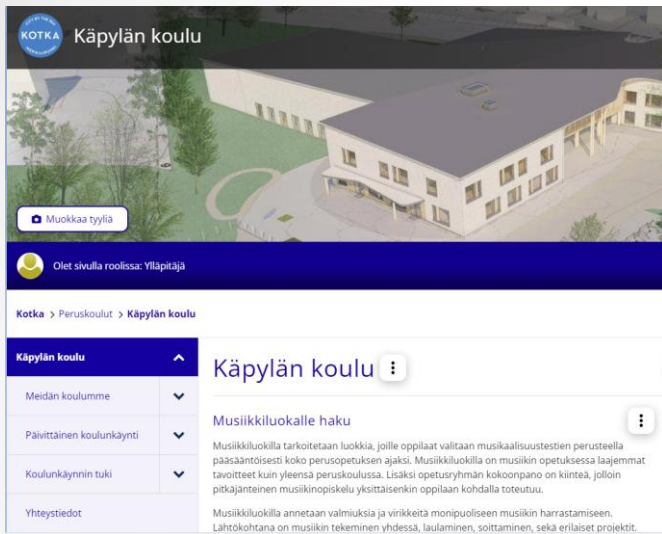 KOTKA
Käpylän koulu
Muokkaa tyyliä
Olet sivulla roolissa: Ylläpitäjä
Kotka > Peruskoulut > Käpylän koulu
Käpylän koulu
Meidän koulumme
Päivittäinen koulunkäynti
Koulunkäynnin tuki
Yhteystiedot
Käpylän koulu
Musiikkiluokalle haku
Musiikkiluokilla tarkoitetaan luokkia, joille oppilaat valitaan musikaalisuustestien perusteella
pääsääntöisesti koko perusopetuksen ajaksi. Musiikkiluokilla on musiikin opetuksessa laajemmat
tavoitteet kuin yleensä peruskoulussa. Lisäksi opetusryhmän kokoonpano on kiinteä, jolloin
pitkäjänteinen musiikinopiskelu yksittäisenkin oppilaan kohdalla toteutuu.
Musiikkiluokilla annetaan valmiuksia ja virikkeitä monipuoliseen musiikin harrastamiseen.
Lähtökohtana on musiikin tekeminen yhdessä, laulaminen, soittaminen, sekä erilaiset projektit.